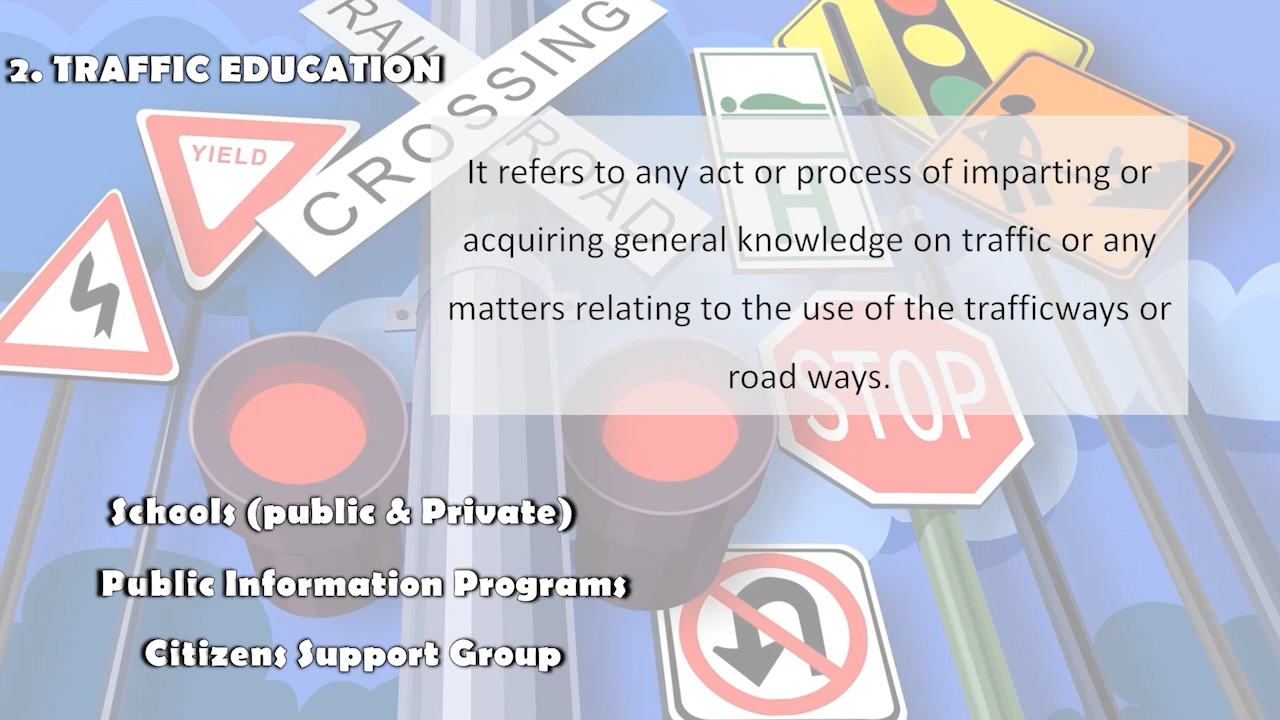 2. TRAFFIC EDUCATION
RAIL
CROSSING
ROAD
YIELD
H
It refers to any act or process of imparting or
acquiring general knowledge on traffic or any
matters relating to the use of the trafficways or
road ways.
STOP
Schools (public & Private)
Public Information Programs
Citizens Support Group